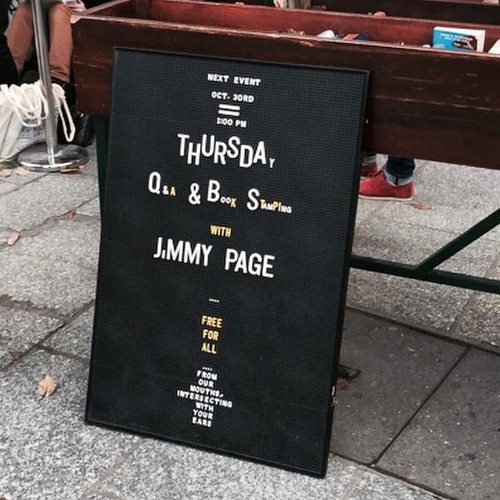 NEXT EVENT
OCT. 30RD
1:00 PM
THURSDAy
Q&A & BOOK STAMPING
WITH
JiMMY PAGE
....
FREE
FOR
ALL
....
FROM
OUR
MOUTHS,
INTERSECTING
WITH
YOUR
EARS